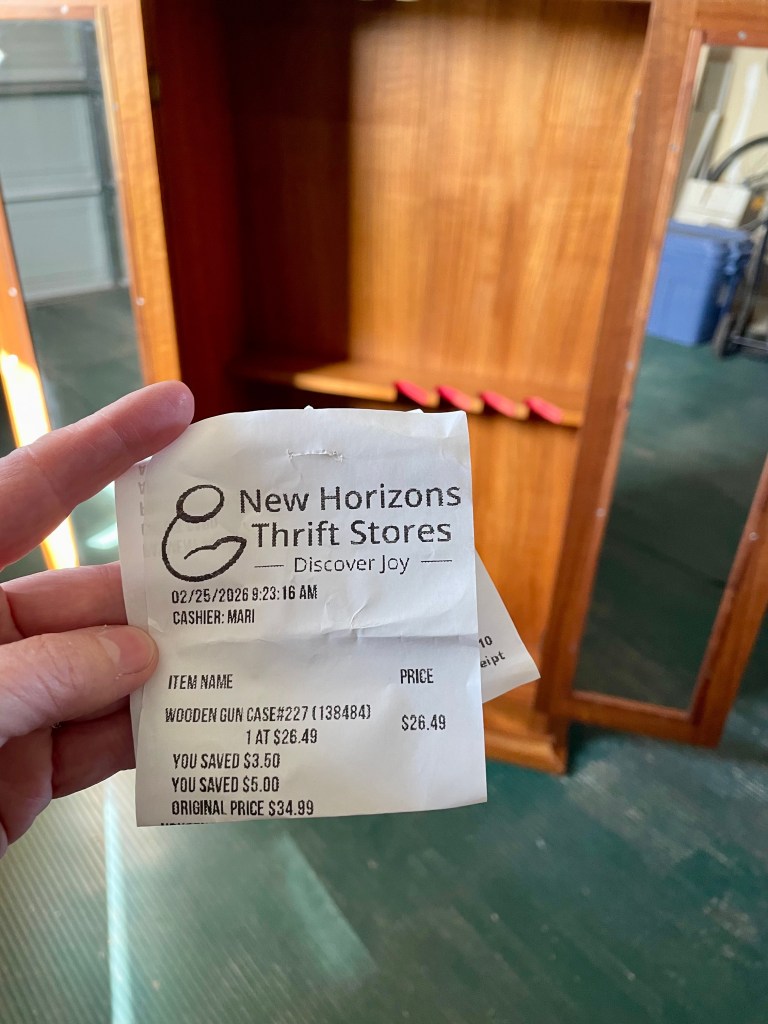 New Horizons
Thrift Stores
— Discover Joy —
02/25/2026 9:23:16 AM
CASHIER: MARI
ITEM NAME PRICE
WOODEN GUN CASE#227 (138484) $26.49
1 AT $26.49
YOU SAVED $3.50
YOU SAVED $5.00
ORIGINAL PRICE $34.99
10
eipt